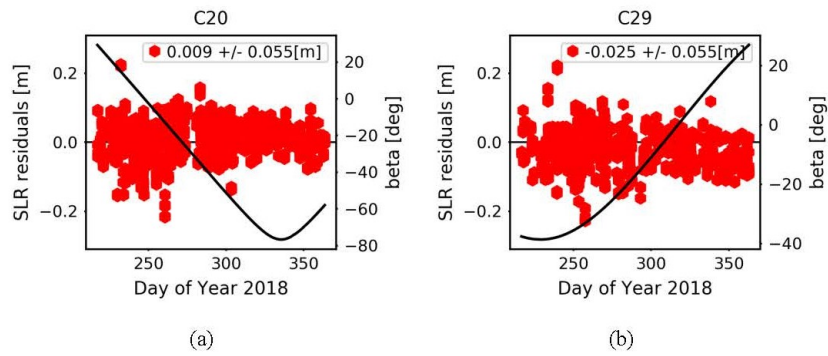 C20
0.009 +/- 0.055[m]
SLR residuals [m]
0.2
0.0
−0.2
20
0
−20
−40
−60
−80
beta [deg]
250
300
350
Day of Year 2018
(a)
C29
-0.025 +/- 0.055[m]
SLR residuals [m]
0.2
0.0
−0.2
20
0
−20
−40
beta [deg]
250
300
350
Day of Year 2018
(b)